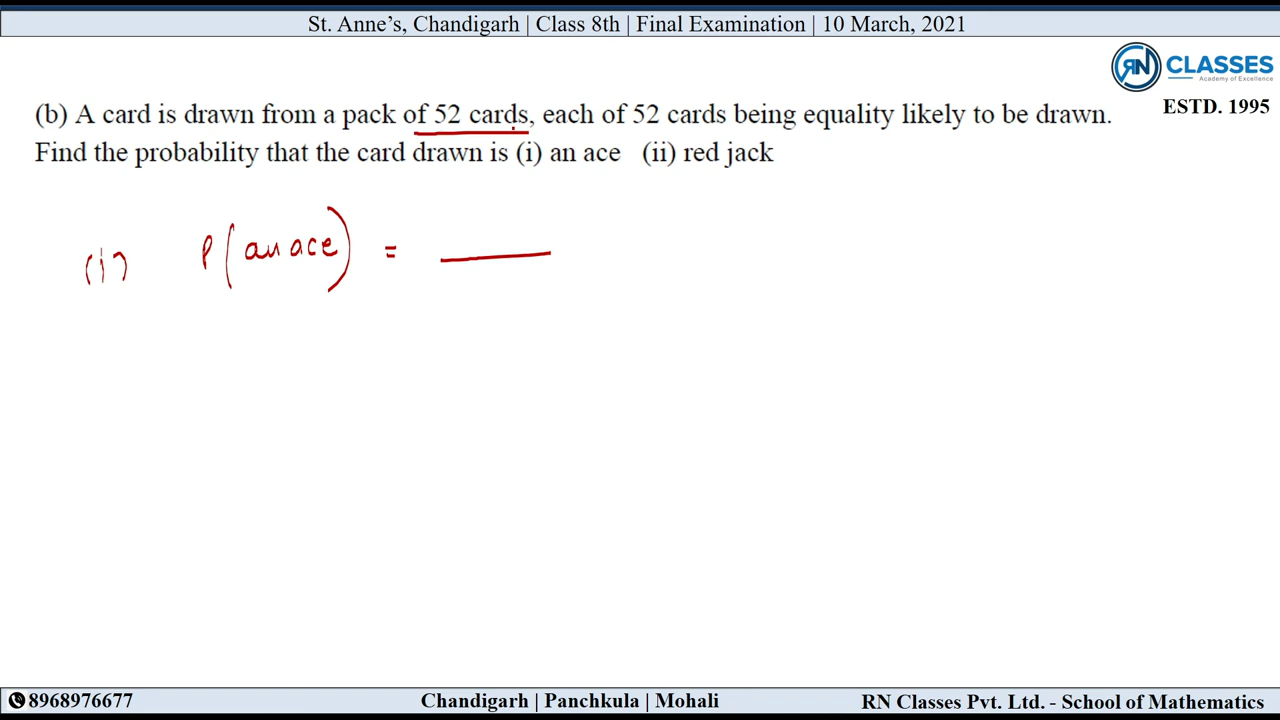 St. Anne's, Chandigarh | Class 8th | Final Examination | 10 March, 2021
RN CLASSES
Academy of Excellence
ESTD. 1995
(b) A card is drawn from a pack of 52 cards, each of 52 cards being equality likely to be drawn.
Find the probability that the card drawn is (i) an ace (ii) red jack
(i) P(an ace) =
8968976677
Chandigarh | Panchkula | Mohali
RN Classes Pvt. Ltd. - School of Mathematics